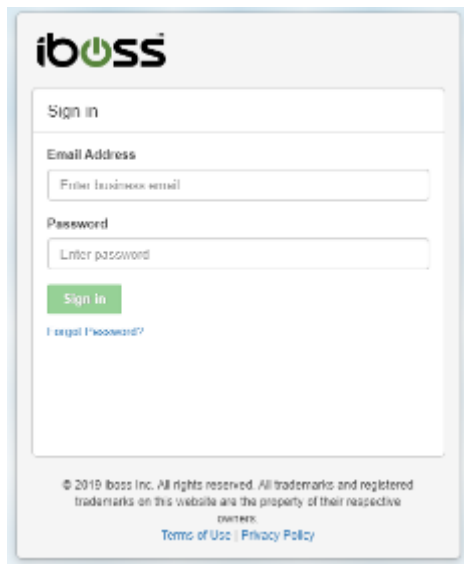 iboss
Sign in
Email Address
Enter business email
Password
Enter password
Sign in
Forgot Password?
© 2019 iboss Inc. All rights reserved. All trademarks and registered
trademarks on this website are the property of their respective
owners.
Terms of Use | Privacy Policy